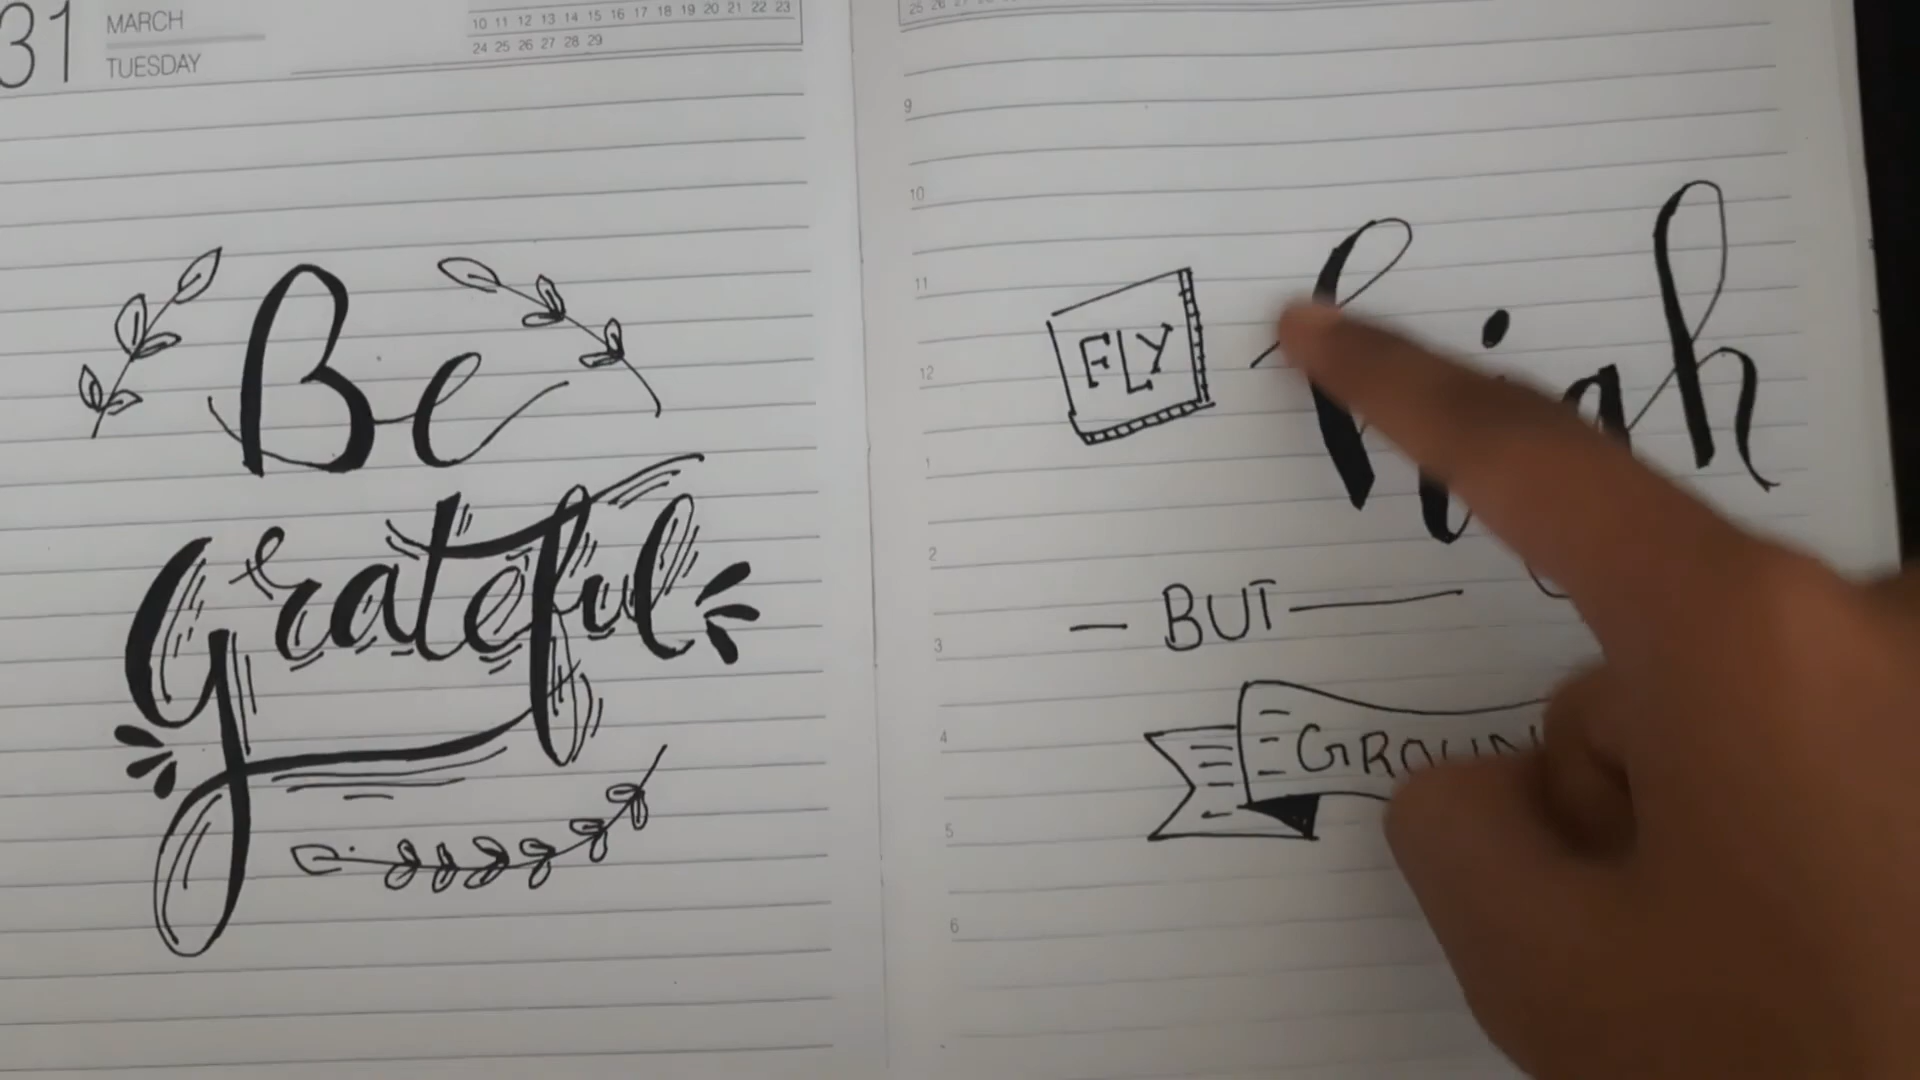 31 MARCH
TUESDAY
10 11 12 13 14 15 16 17 18 19 20 21 22 23
24 25 26 27 28 29
Be
grateful
9
10
11
12
1
2
3
4
5
6
FLY high
— BUT —